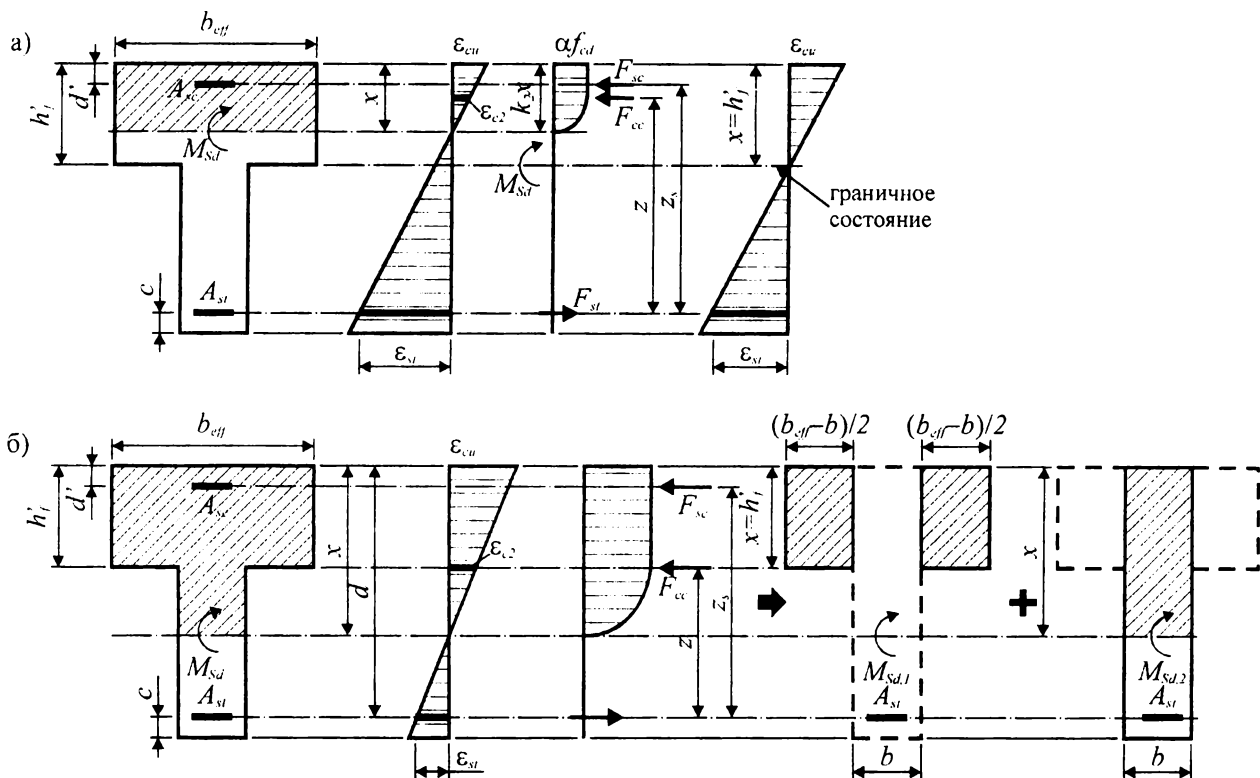 а)
b_eff
ε_cu
αf_cd
ε_cu
d'
h'_f
A_sc
M_Sd
x
ε_c2
k_2x
F_sc
F_cc
M_Sd
z
z_s
x=h'_f
граничное
состояние
c
A_st
F_st
ε_st
ε_st
б)
b_eff
ε_cu
(b_eff–b)/2
(b_eff–b)/2
d'
h'_f
A_sc
x
d
ε_c2
F_sc
F_cc
z
z_s
x=h'_f
x
+
M_Sd
M_Sd,1
M_Sd,2
c
A_st
A_st
A_st
ε_st
b
b